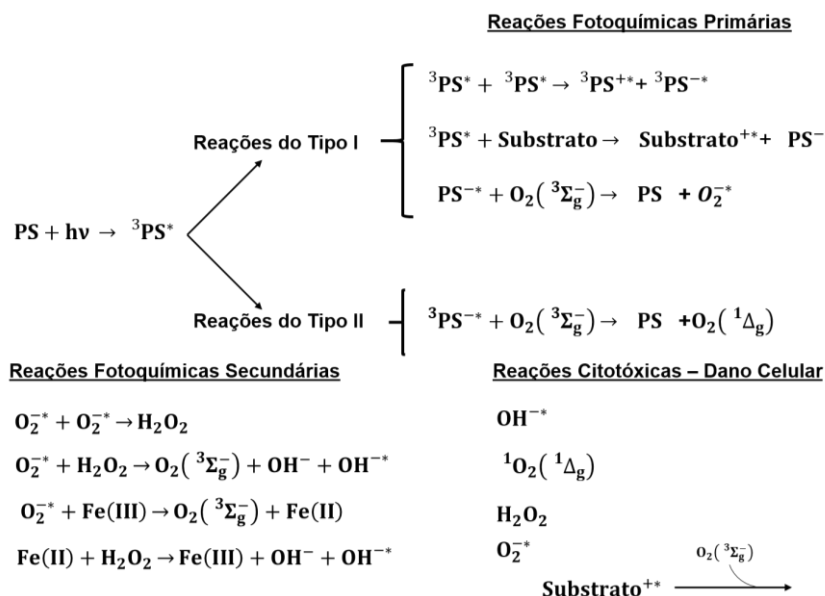 Reações Fotoquímicas Primárias
³PS* + ³PS* → ³PS⁺* + ³PS⁻*
Reações do Tipo I
³PS* + Substrato → Substrato⁺* + PS⁻
PS⁻* + O₂(³Σg⁻) → PS + O₂⁻*
PS + hν → ³PS*
Reações do Tipo II
³PS⁻* + O₂(³Σg⁻) → PS +O₂(¹Δg)
Reações Fotoquímicas Secundárias
O₂⁻* + O₂⁻* → H₂O₂
O₂⁻* + H₂O₂ → O₂(³Σg⁻) + OH⁻ + OH⁻*
O₂⁻* + Fe(III) → O₂(³Σg⁻) + Fe(II)
Fe(II) + H₂O₂ → Fe(III) + OH⁻ + OH⁻*
Reações Citotóxicas – Dano Celular
OH⁻*
¹O₂(¹Δg)
H₂O₂
O₂⁻*
O₂(³Σg⁻)
Substrato⁺* →